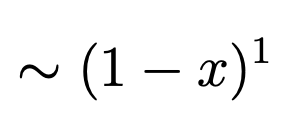 ∼ (1 − x)¹